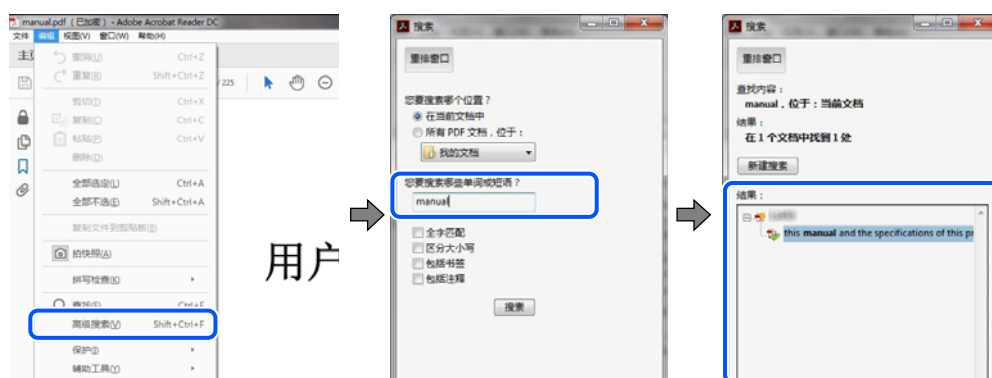 manual.pdf （已加密）- Adobe Acrobat Reader DC
文件 编辑 视图(V) 窗口(W) 帮助(H)
撤消(U) Ctrl+Z
重复(R) Shift+Ctrl+Z
/ 225
剪切(T) Ctrl+X
复制(C) Ctrl+C
粘贴(P) Ctrl+V
删除(D)
全部选定(L) Ctrl+A
全部不选(E) Shift+Ctrl+A
复制文件到剪贴板(B)
拍快照(A)
用户
拼写检查(K)
查找(F) Ctrl+F
高级搜索(V) Shift+Ctrl+F
保护(I)
辅助工具(Y)
搜索
重排窗口
您要搜索哪个位置？
在当前文档中
所有 PDF 文档，位于：
我的文档
您要搜索哪些单词或短语？
manual
全字匹配
区分大小写
包括书签
包括注释
搜索
搜索
重排窗口
查找内容：
manual，位于：当前文档
结果：
在 1 个文档中找到 1 处
新建搜索
结果：
this manual and the specifications of this pr